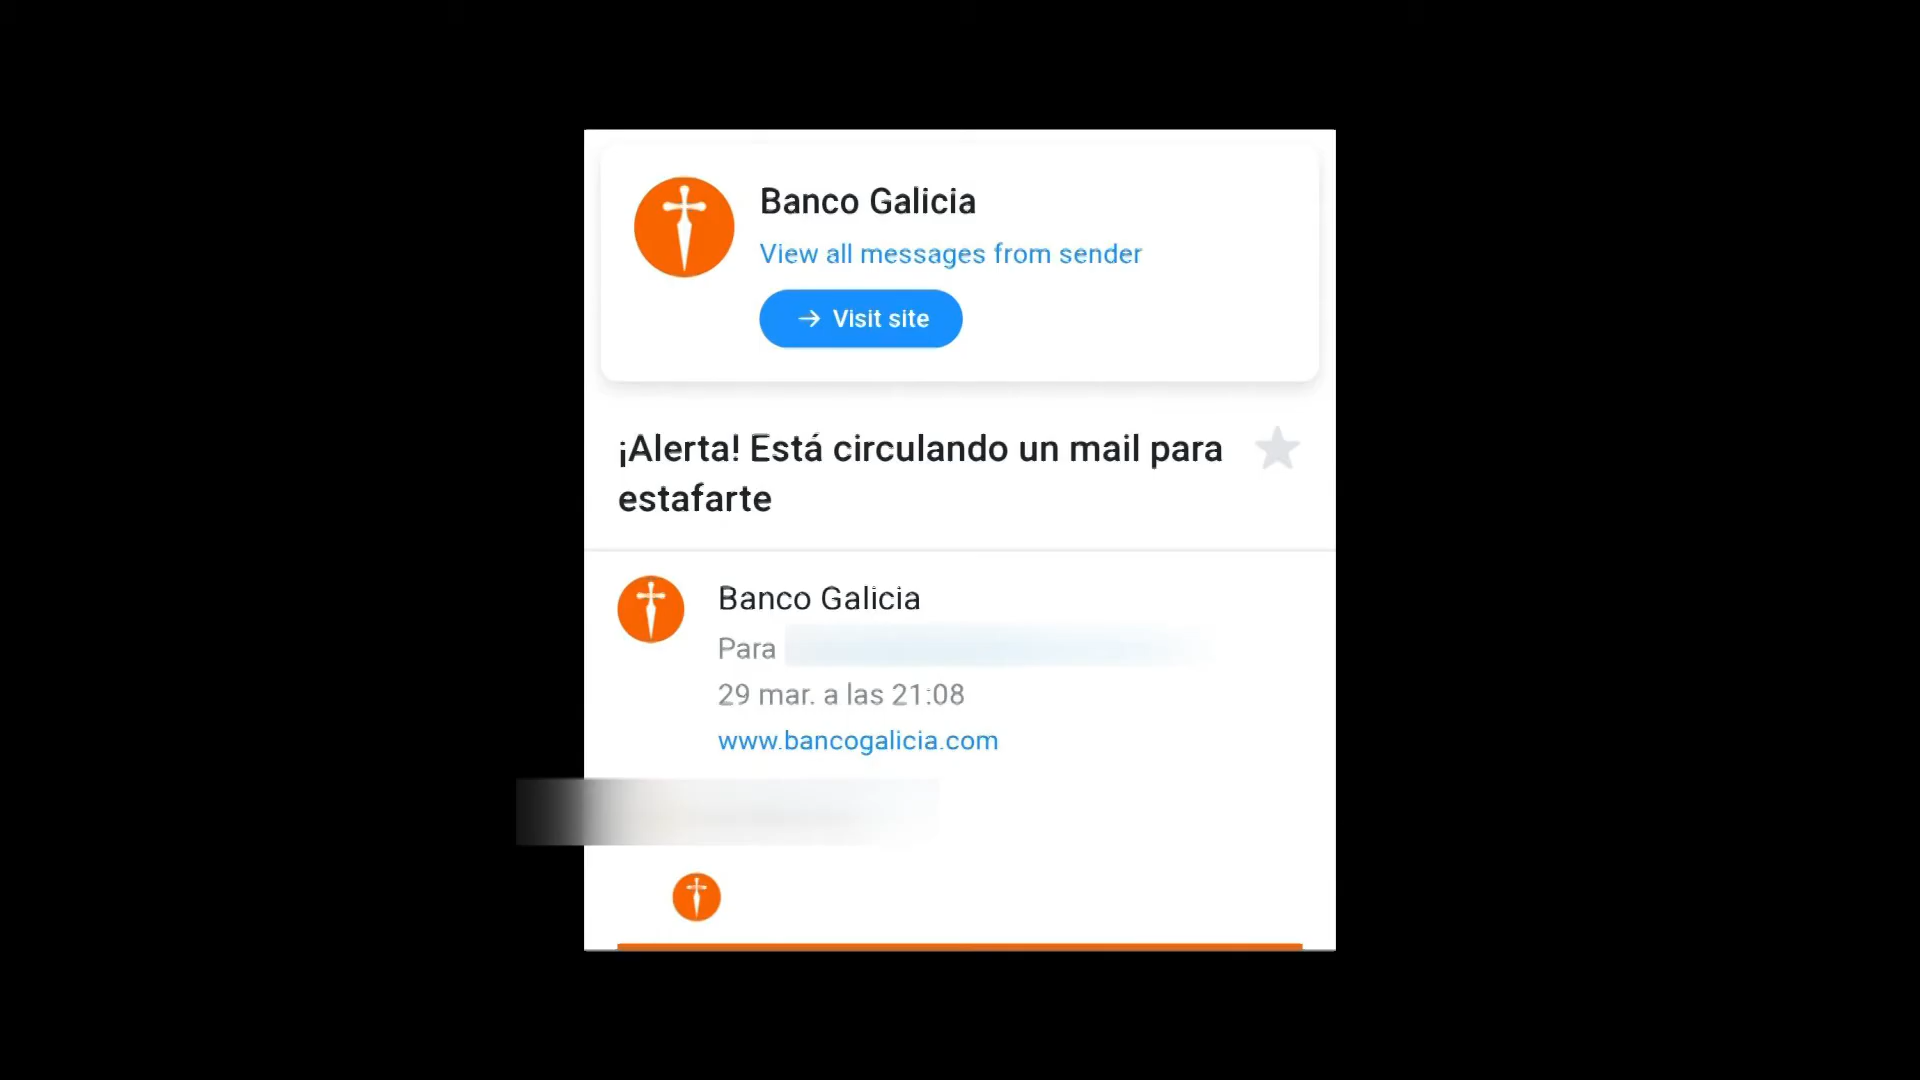 Banco Galicia
View all messages from sender
→ Visit site
¡Alerta! Está circulando un mail para
estafarte
Banco Galicia
Para
29 mar. a las 21:08
www.bancogalicia.com